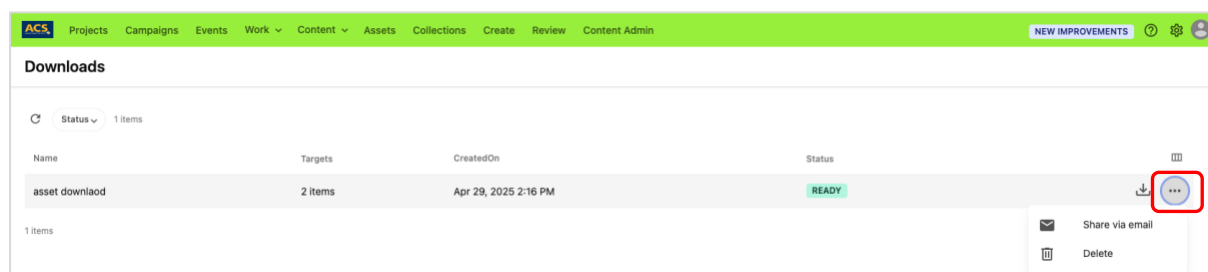 ACS Projects Campaigns Events Work Content Assets Collections Create Review Content Admin NEW IMPROVEMENTS
Downloads
Status 1 items
Name Targets CreatedOn Status
asset downlaod 2 items Apr 29, 2025 2:16 PM READY
Share via email
1 items
Delete